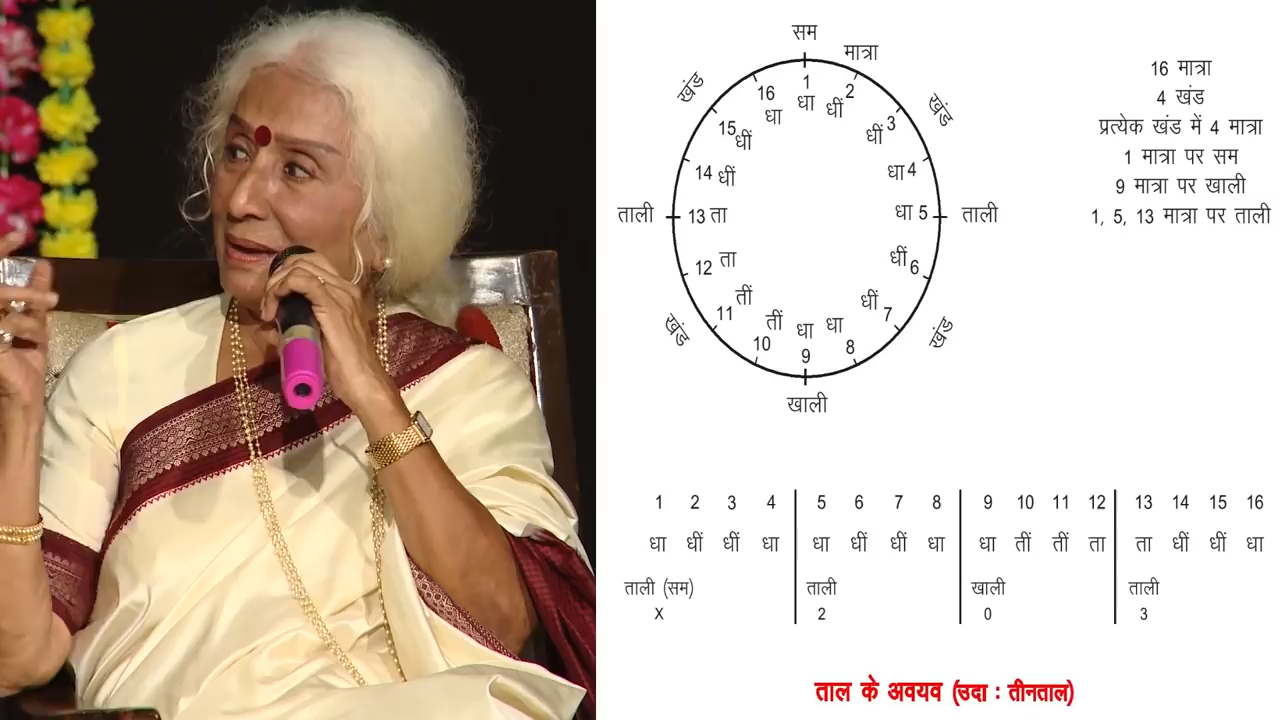 सम
मात्रा
खंड
खंड
16 1 2
धा धा धीं
15 धीं धीं 3
14 धीं धा 4
ताली 13 ता धा 5 ताली
12 ता धीं 6
11 तीं धीं 7
खंड
खंड
10 तीं धा धा 8
9
खाली
16 मात्रा
4 खंड
प्रत्येक खंड में 4 मात्रा
1 मात्रा पर सम
9 मात्रा पर खाली
1, 5, 13 मात्रा पर ताली
1 2 3 4 5 6 7 8 9 10 11 12 13 14 15 16
धा धीं धीं धा धा धीं धीं धा धा तीं तीं ता ता धीं धीं धा
ताली (सम) ताली खाली ताली
X 2 0 3
ताल के अवयव (उदा : तीनताल)